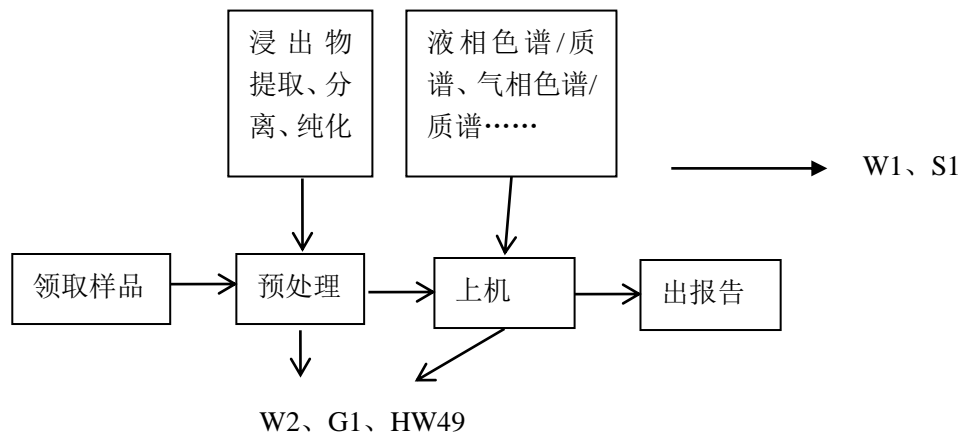 浸出物
提取、分
离、纯化
液相色谱/质
谱、气相色谱/
质谱……
W1、S1
领取样品
预处理
上机
出报告
W2、G1、HW49